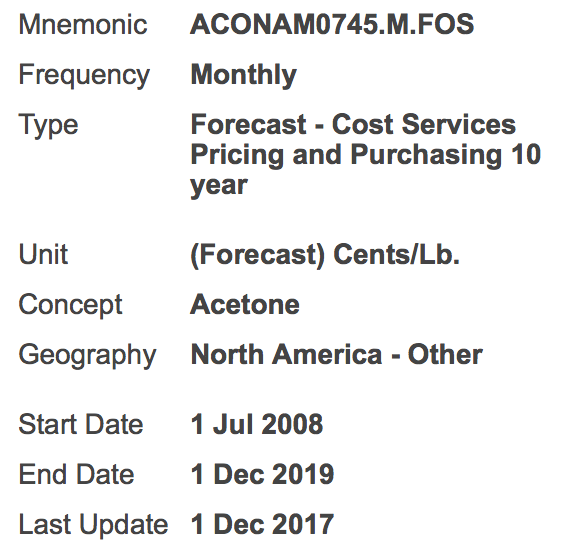 Mnemonic ACONAM0745.M.FOS
Frequency Monthly
Type Forecast - Cost Services
Pricing and Purchasing 10
year
Unit (Forecast) Cents/Lb.
Concept Acetone
Geography North America - Other
Start Date 1 Jul 2008
End Date 1 Dec 2019
Last Update 1 Dec 2017